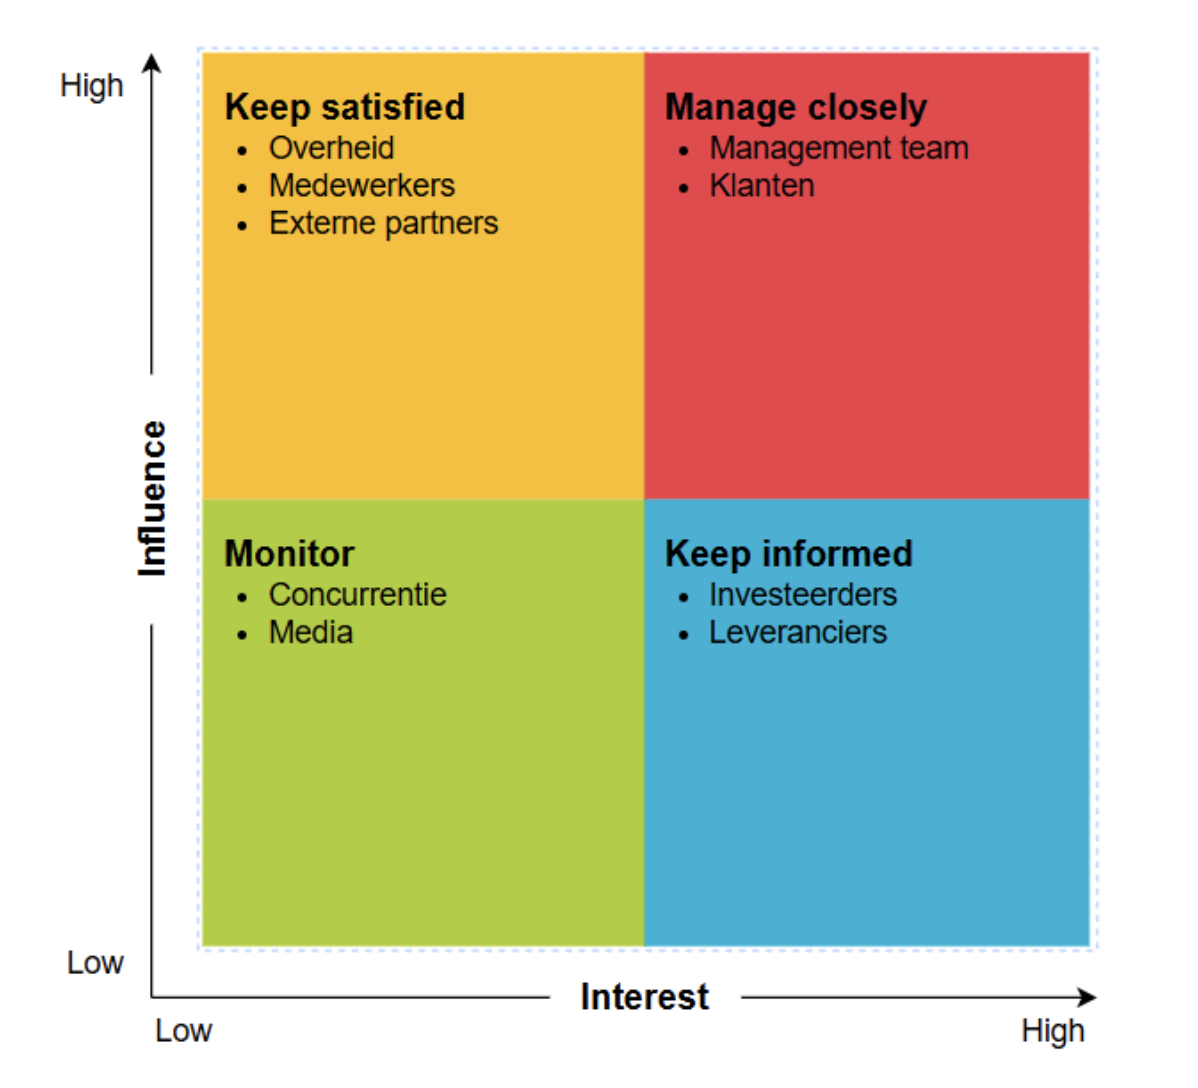 High
Keep satisfied
• Overheid
• Medewerkers
• Externe partners
Manage closely
• Management team
• Klanten
Influence
Monitor
• Concurrentie
• Media
Keep informed
• Investeerders
• Leveranciers
Low
Interest
Low
High